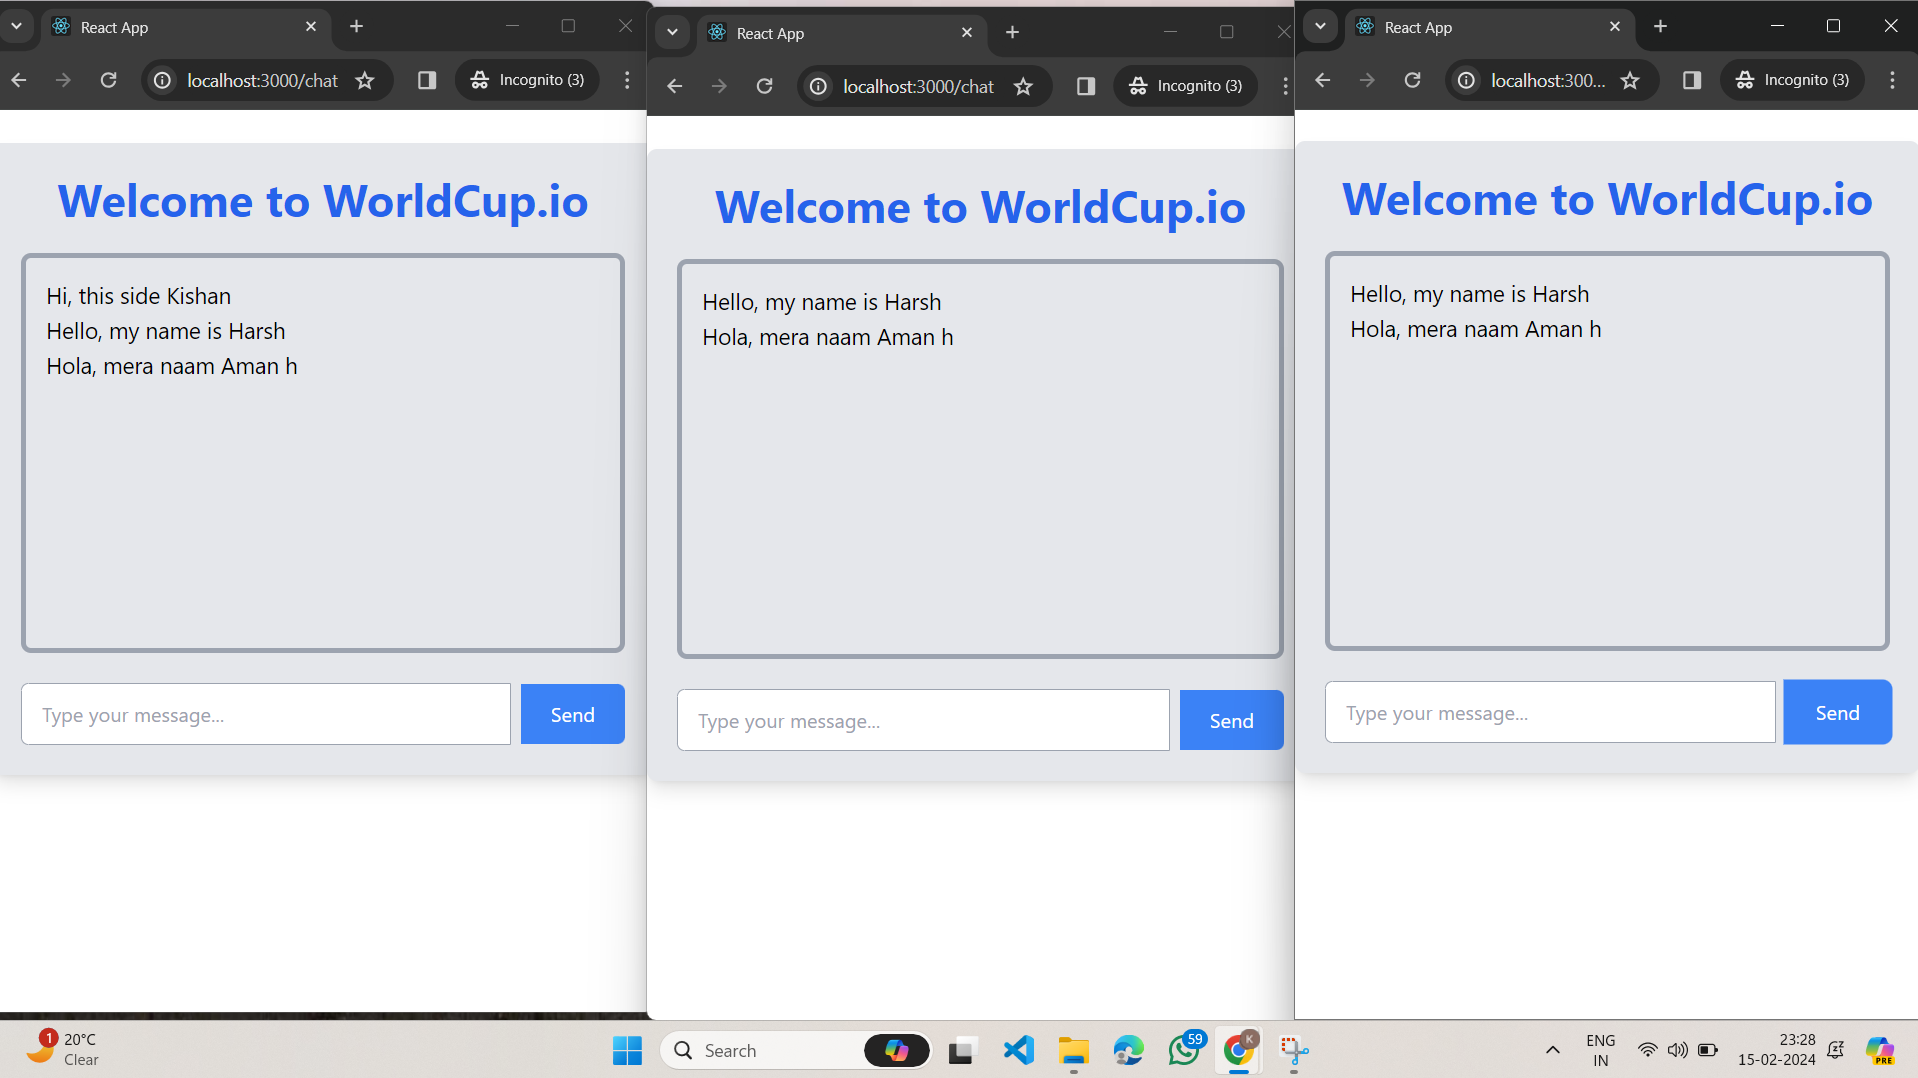 React App
localhost:3000/chat
Incognito (3)
Welcome to WorldCup.io
Hi, this side Kishan
Hello, my name is Harsh
Hola, mera naam Aman h
Type your message...
Send
React App
localhost:3000/chat
Incognito (3)
Welcome to WorldCup.io
Hello, my name is Harsh
Hola, mera naam Aman h
Type your message...
Send
React App
localhost:300...
Incognito (3)
Welcome to WorldCup.io
Hello, my name is Harsh
Hola, mera naam Aman h
Type your message...
Send
1
20°C
Clear
Search
59
K
ENG
IN
23:28
15-02-2024
PRE